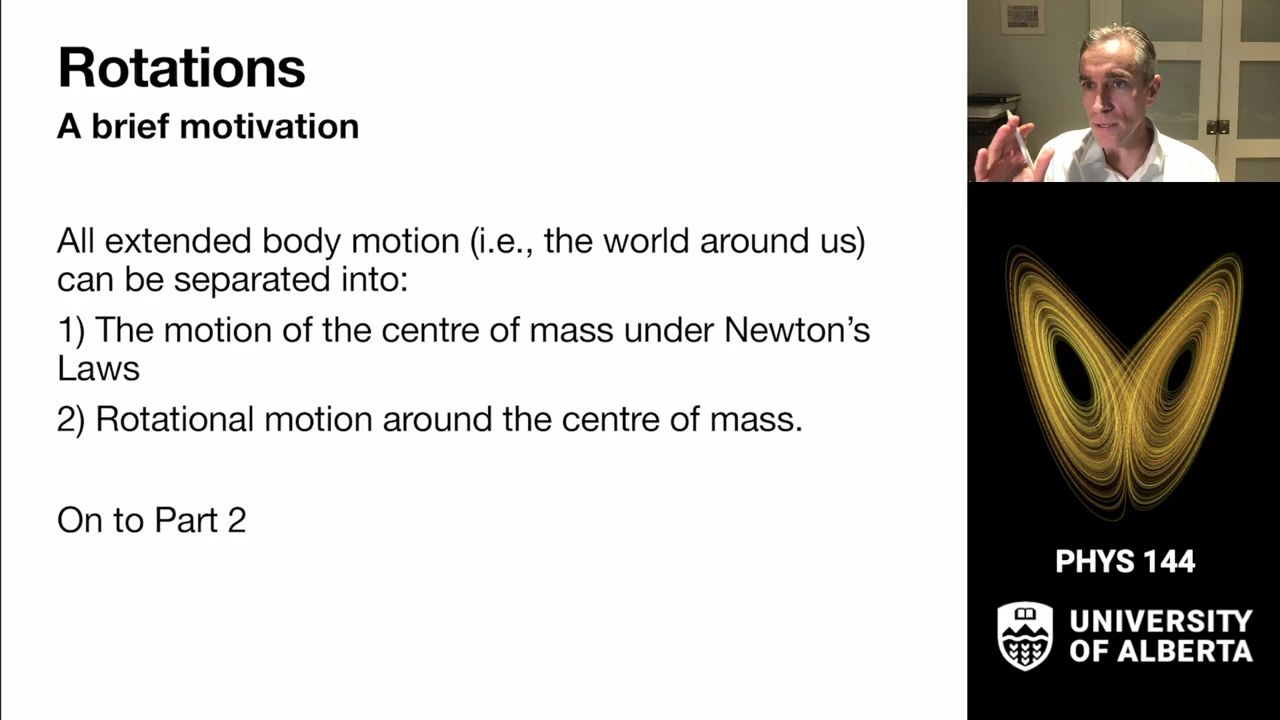 Rotations
A brief motivation
All extended body motion (i.e., the world around us)
can be separated into:
1) The motion of the centre of mass under Newton’s
Laws
2) Rotational motion around the centre of mass.
On to Part 2
PHYS 144
UNIVERSITY
OF ALBERTA